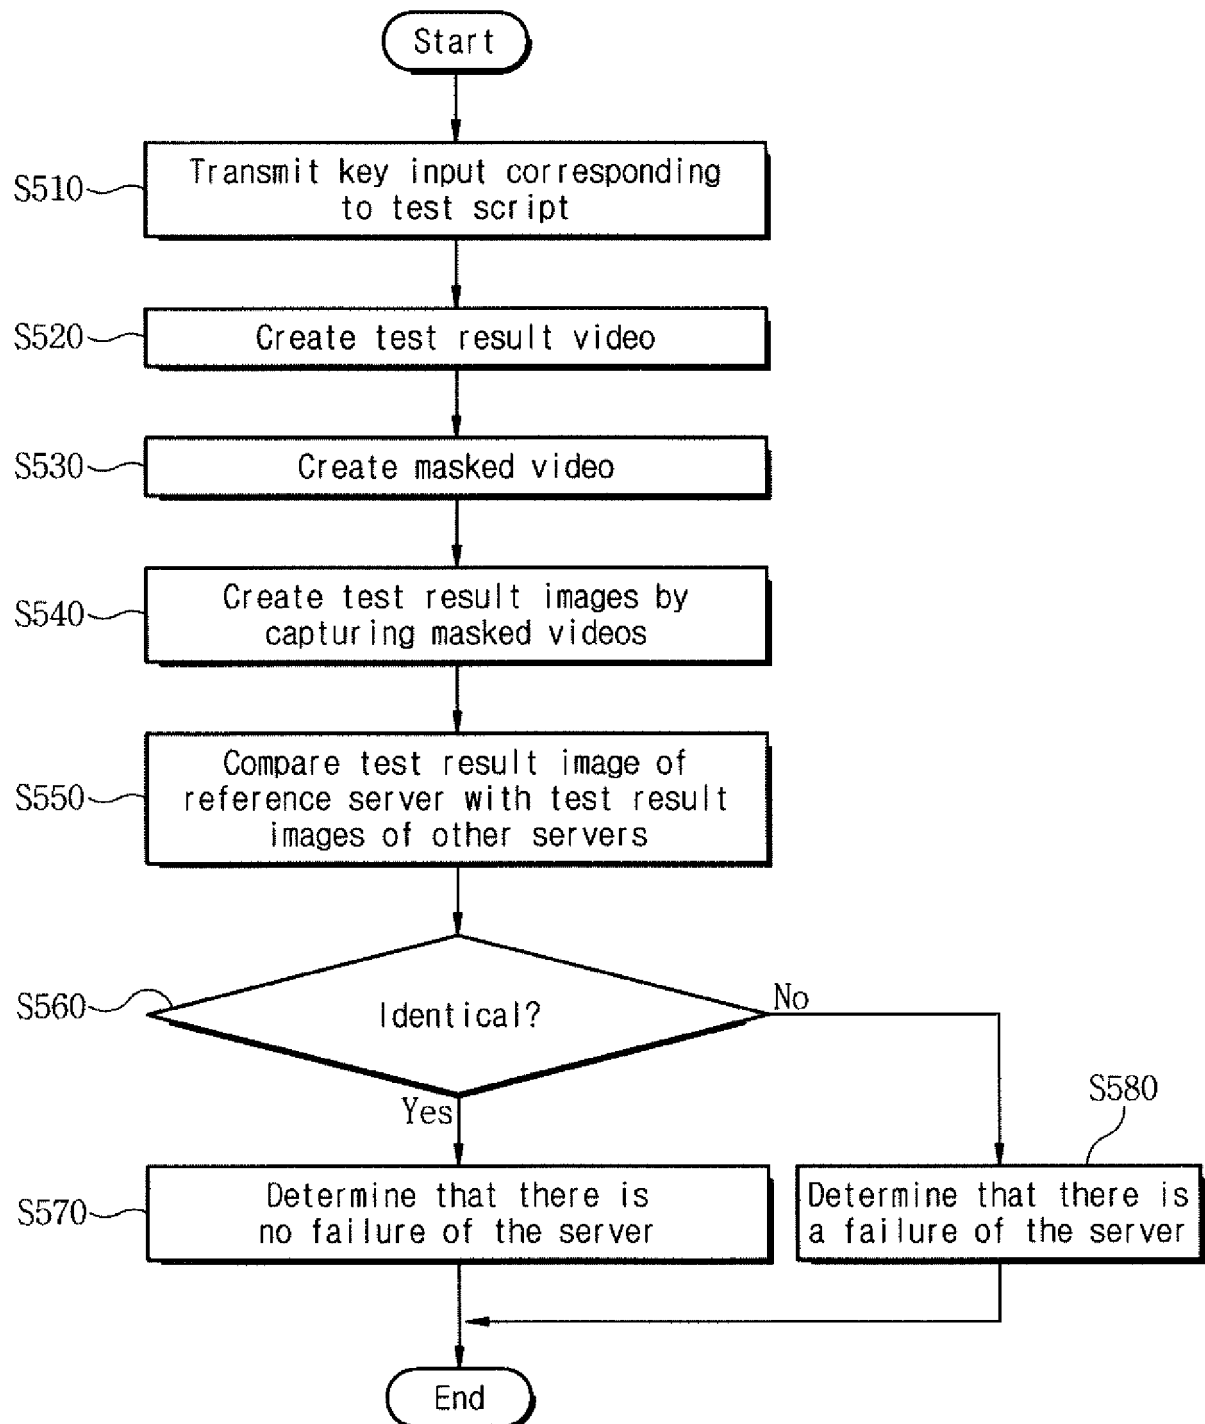 Start
S510
Transmit key input corresponding
to test script
S520
Create test result video
S530
Create masked video
S540
Create test result images by
capturing masked videos
S550
Compare test result image of
reference server with test result
images of other servers
S560
Identical?
No
Yes
S580
S570
Determine that there is
no failure of the server
Determine that there is
a failure of the server
End